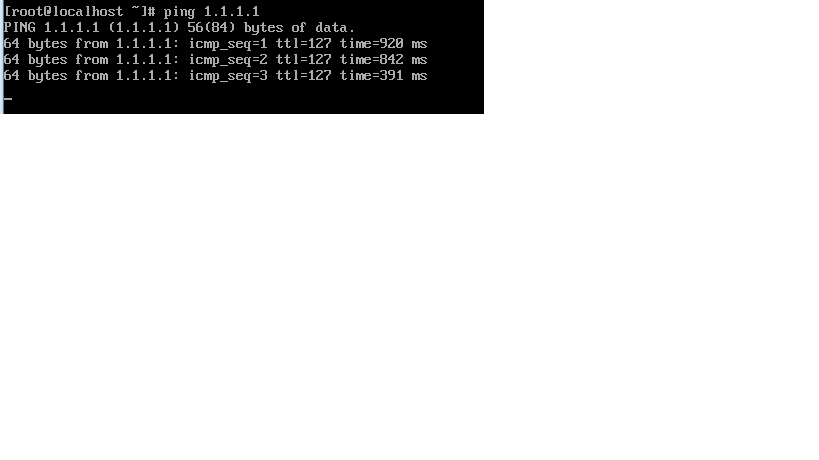 [root@localhost ~]# ping 1.1.1.1
PING 1.1.1.1 (1.1.1.1) 56(84) bytes of data.
64 bytes from 1.1.1.1: icmp_seq=1 ttl=127 time=920 ms
64 bytes from 1.1.1.1: icmp_seq=2 ttl=127 time=842 ms
64 bytes from 1.1.1.1: icmp_seq=3 ttl=127 time=391 ms